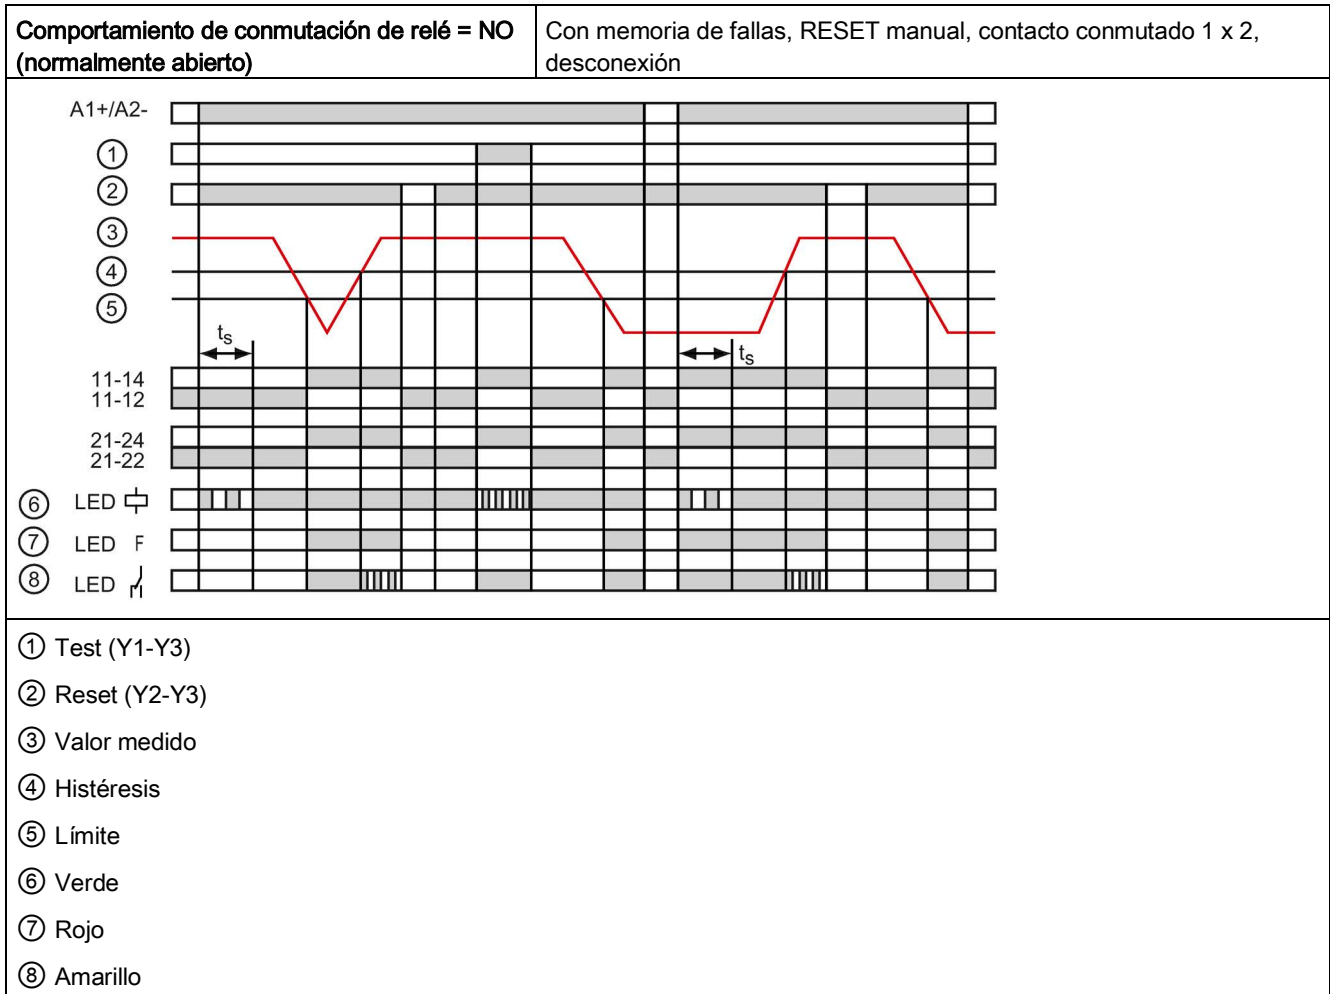 Comportamiento de conmutación de relé = NO
(normalmente abierto)
Con memoria de fallas, RESET manual, contacto conmutado 1 x 2,
desconexión
A1+/A2-
①
②
③
④
⑤
ts
ts
11-14
11-12
21-24
21-22
⑥ LED
⑦ LED F
⑧ LED
① Test (Y1-Y3)
② Reset (Y2-Y3)
③ Valor medido
④ Histéresis
⑤ Límite
⑥ Verde
⑦ Rojo
⑧ Amarillo